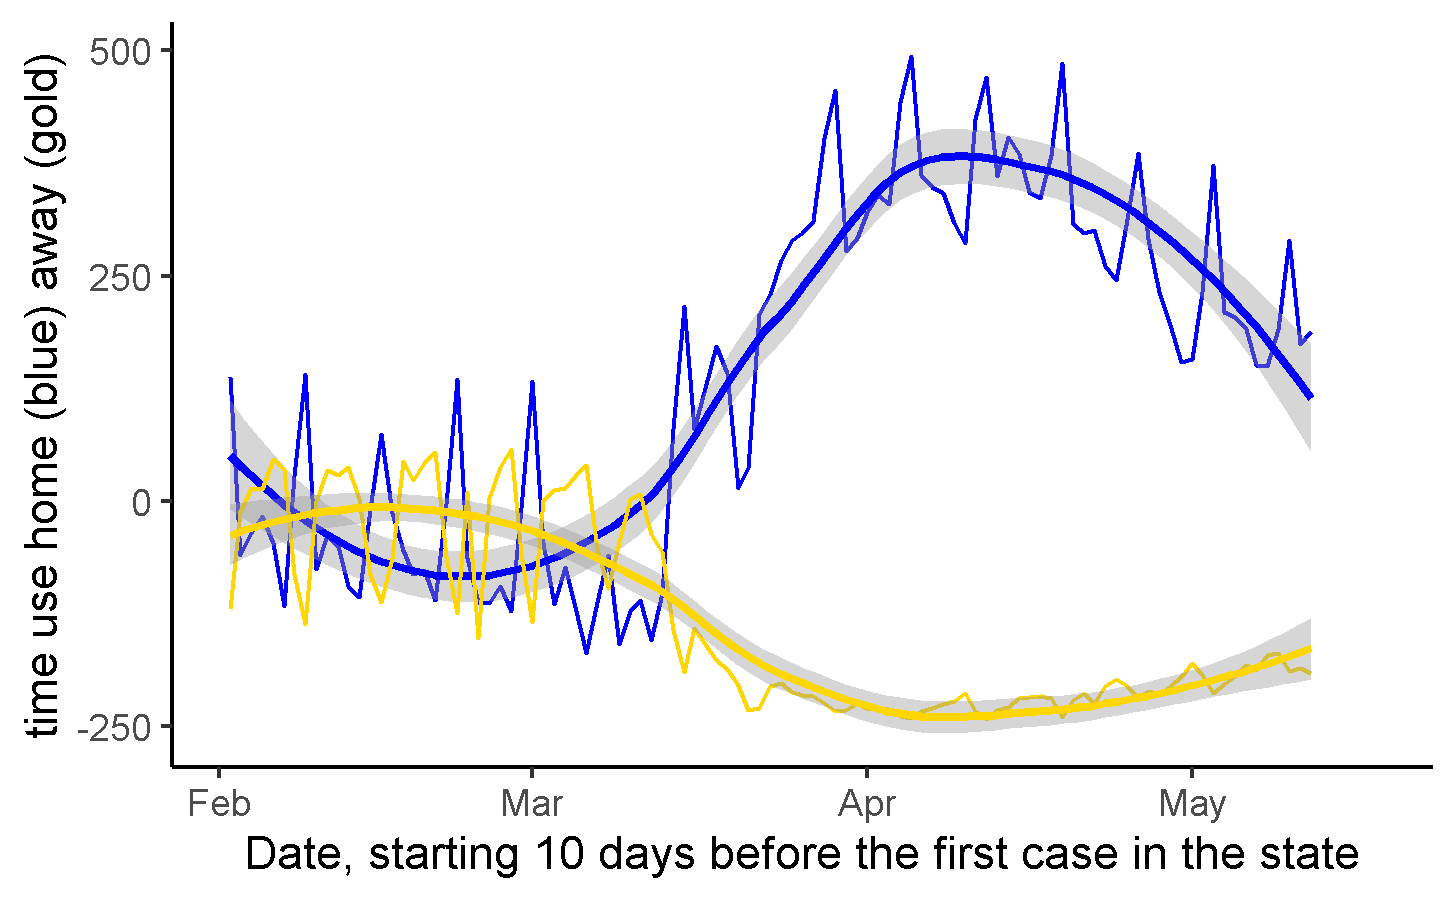 time use home (blue) away (gold)
500
250
0
-250
Feb
Mar
Apr
May
Date, starting 10 days before the first case in the state